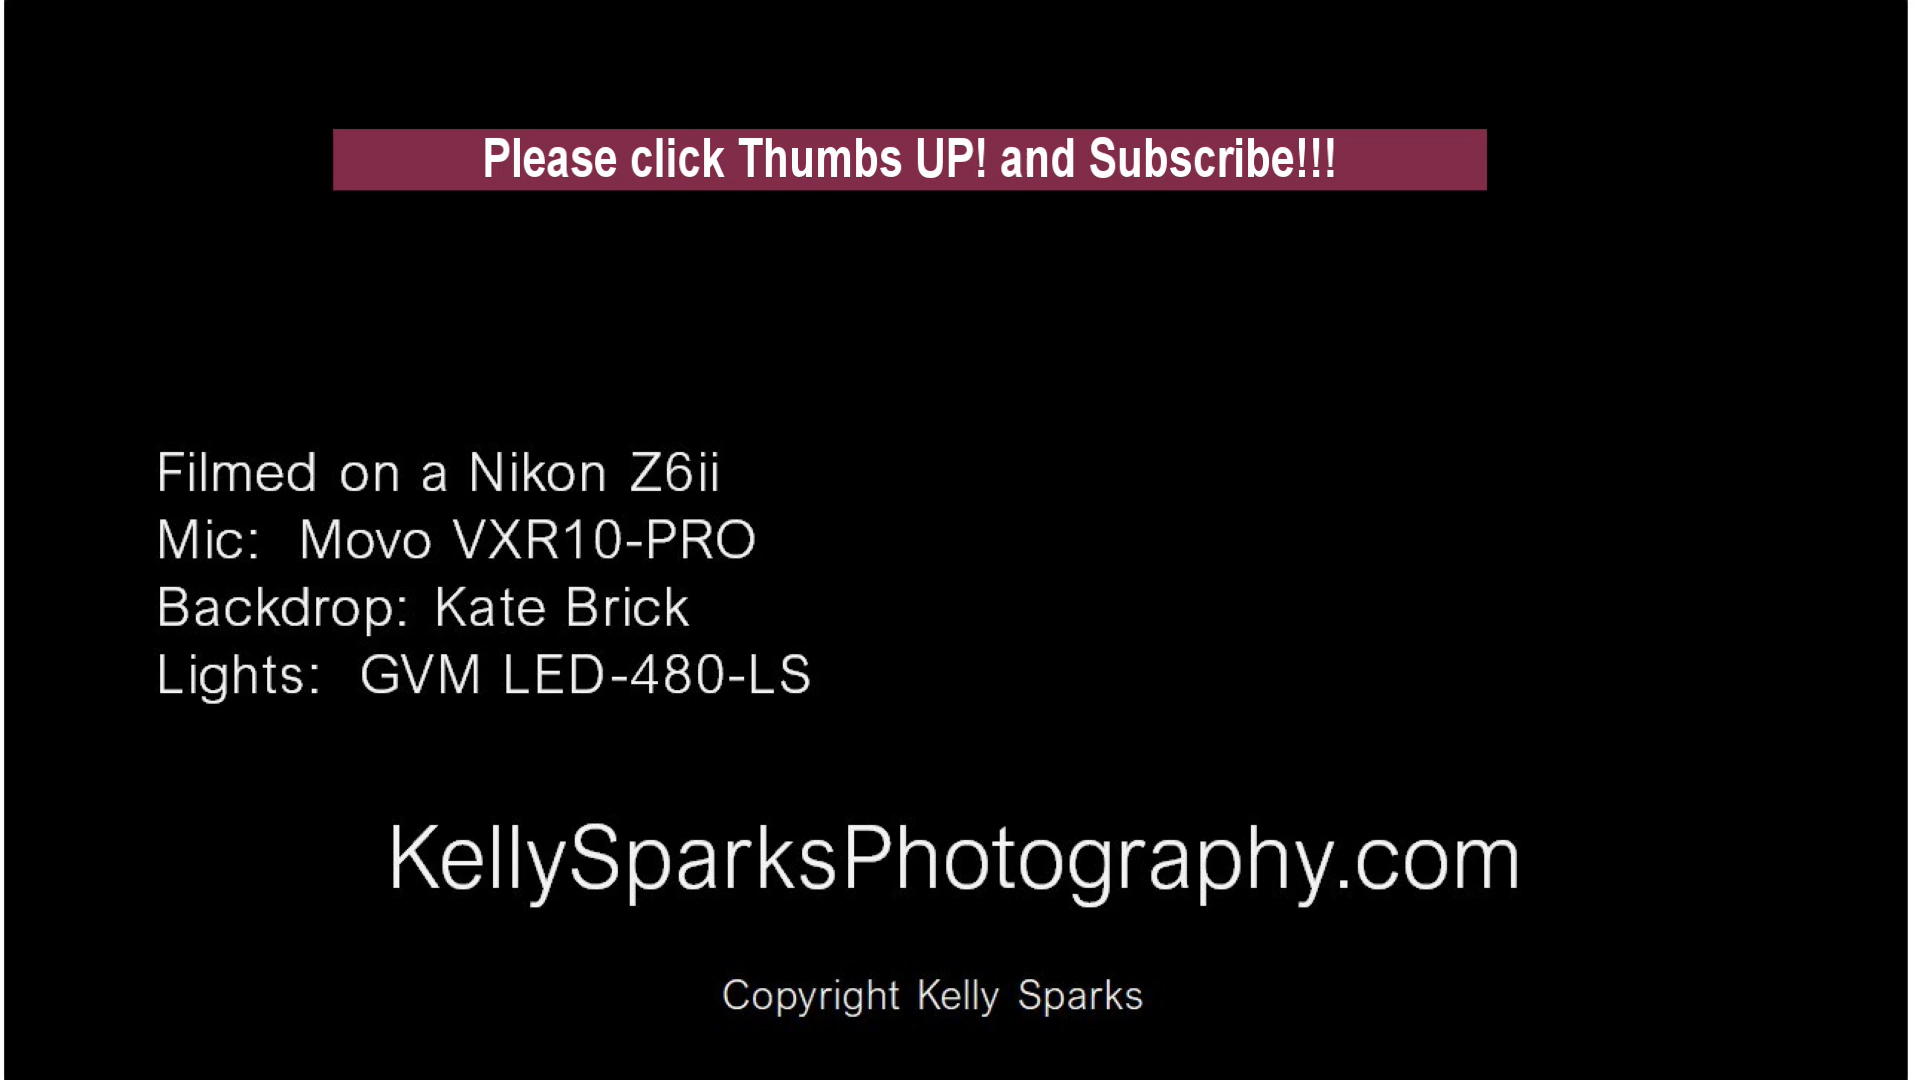 Please click Thumbs UP! and Subscribe!!!
Filmed on a Nikon Z6ii
Mic:  Movo VXR10-PRO
Backdrop: Kate Brick
Lights:  GVM LED-480-LS
KellySparksPhotography.com
Copyright Kelly Sparks